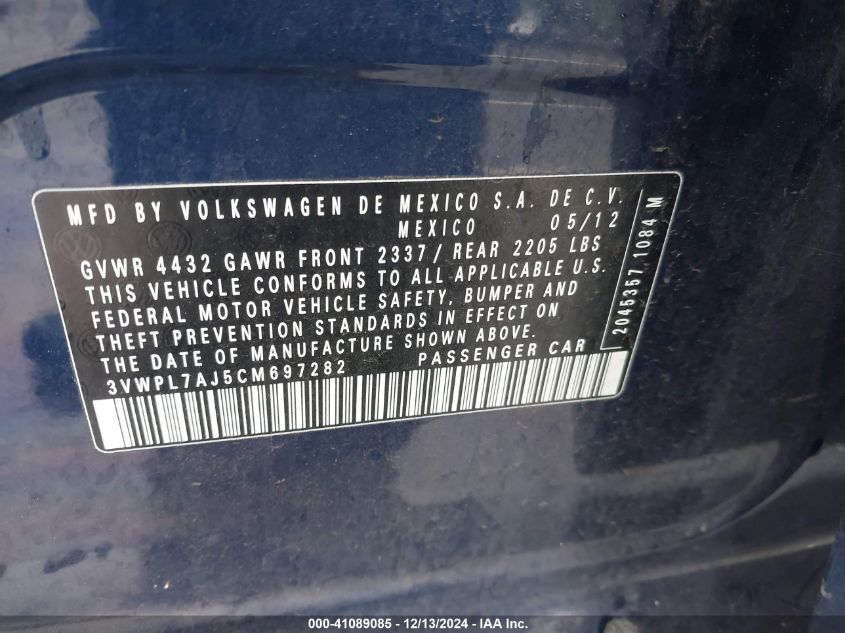 MFD BY VOLKSWAGEN DE MEXICO S.A. DE C.V.
MEXICO 05/12
GVWR 4432 GAWR FRONT 2337/ REAR 2205 LBS
THIS VEHICLE CONFORMS TO ALL APPLICABLE U.S.
FEDERAL MOTOR VEHICLE SAFETY, BUMPER AND
THEFT PREVENTION STANDARDS IN EFFECT ON
THE DATE OF MANUFACTURE SHOWN ABOVE.
3VWPL7AJ5CM697282 PASSENGER CAR
2045357 1084 M
000-41089085 - 12/13/2024 - IAA Inc.